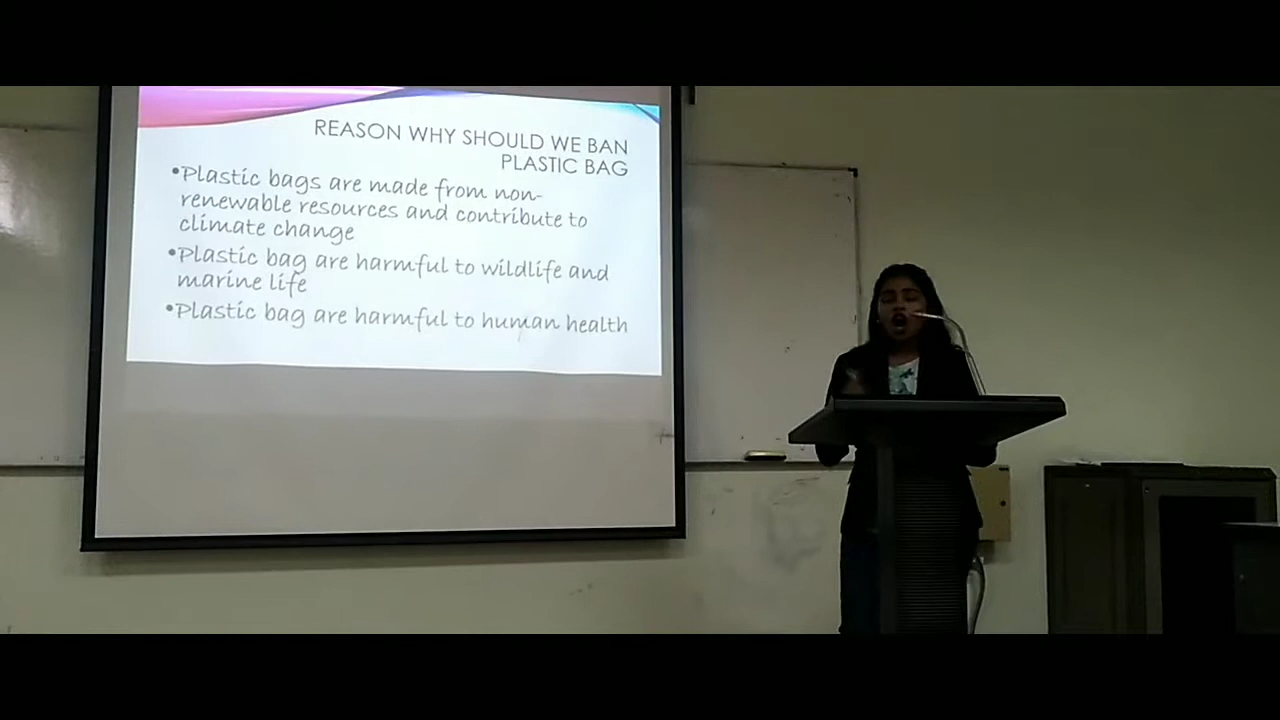 REASON WHY SHOULD WE BAN
PLASTIC BAG
•Plastic bags are made from non-
renewable resources and contribute to
climate change
•Plastic bag are harmful to wildlife and
marine life
•Plastic bag are harmful to human health